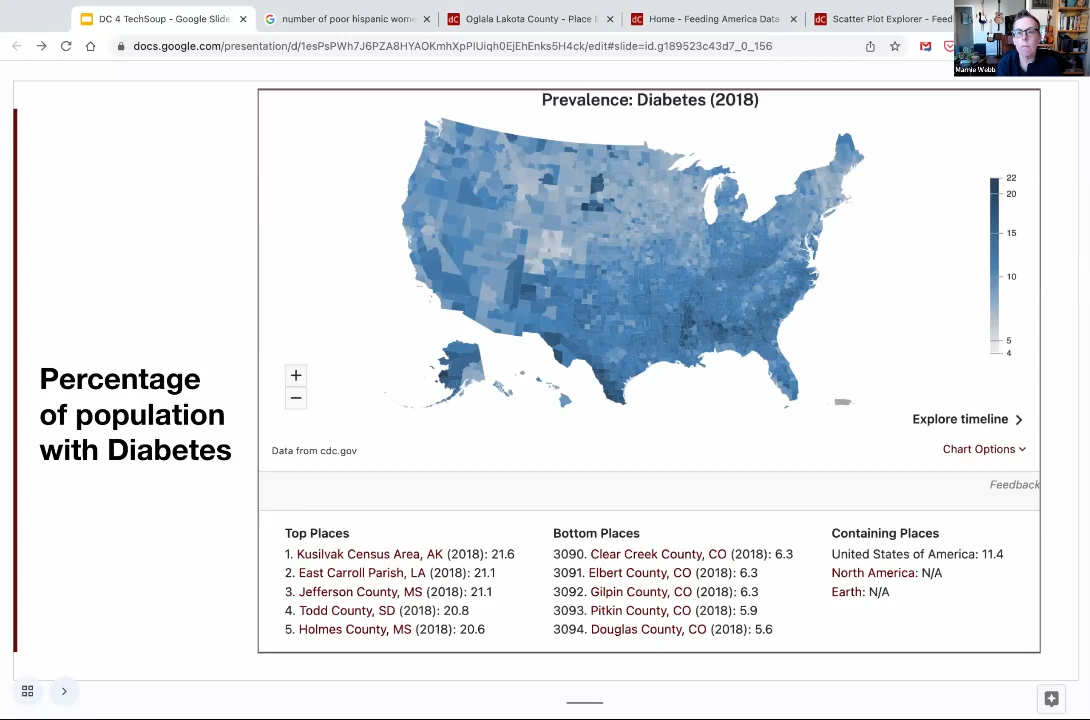 DC 4 TechSoup - Google Slide
number of poor hispanic wome
Oglala Lakota County - Place E
Home - Feeding America Data
Scatter Plot Explorer - Feed
docs.google.com/presentation/d/1esPsPWh7J6PZA8HYAOKmhXpPIUiqh0EjEhEnks5H4ck/edit#slide=id.g189523c43d7_0_156
Marnie Webb
Prevalence: Diabetes (2018)
22
20
15
10
5
4
Percentage
of population
with Diabetes
+
−
Explore timeline
Data from cdc.gov
Chart Options
Feedback
Top Places
1. Kusilvak Census Area, AK (2018): 21.6
2. East Carroll Parish, LA (2018): 21.1
3. Jefferson County, MS (2018): 21.1
4. Todd County, SD (2018): 20.8
5. Holmes County, MS (2018): 20.6
Bottom Places
3090. Clear Creek County, CO (2018): 6.3
3091. Elbert County, CO (2018): 6.3
3092. Gilpin County, CO (2018): 6.3
3093. Pitkin County, CO (2018): 5.9
3094. Douglas County, CO (2018): 5.6
Containing Places
United States of America: 11.4
North America: N/A
Earth: N/A